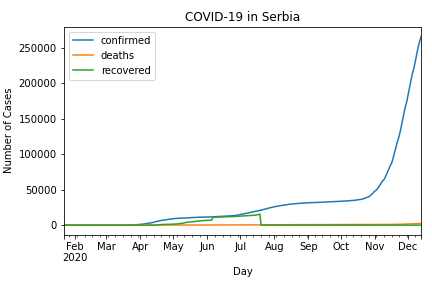 COVID-19 in Serbia
confirmed
deaths
recovered
Number of Cases
250000
200000
150000
100000
50000
0
Feb Mar Apr May Jun Jul Aug Sep Oct Nov Dec
2020
Day